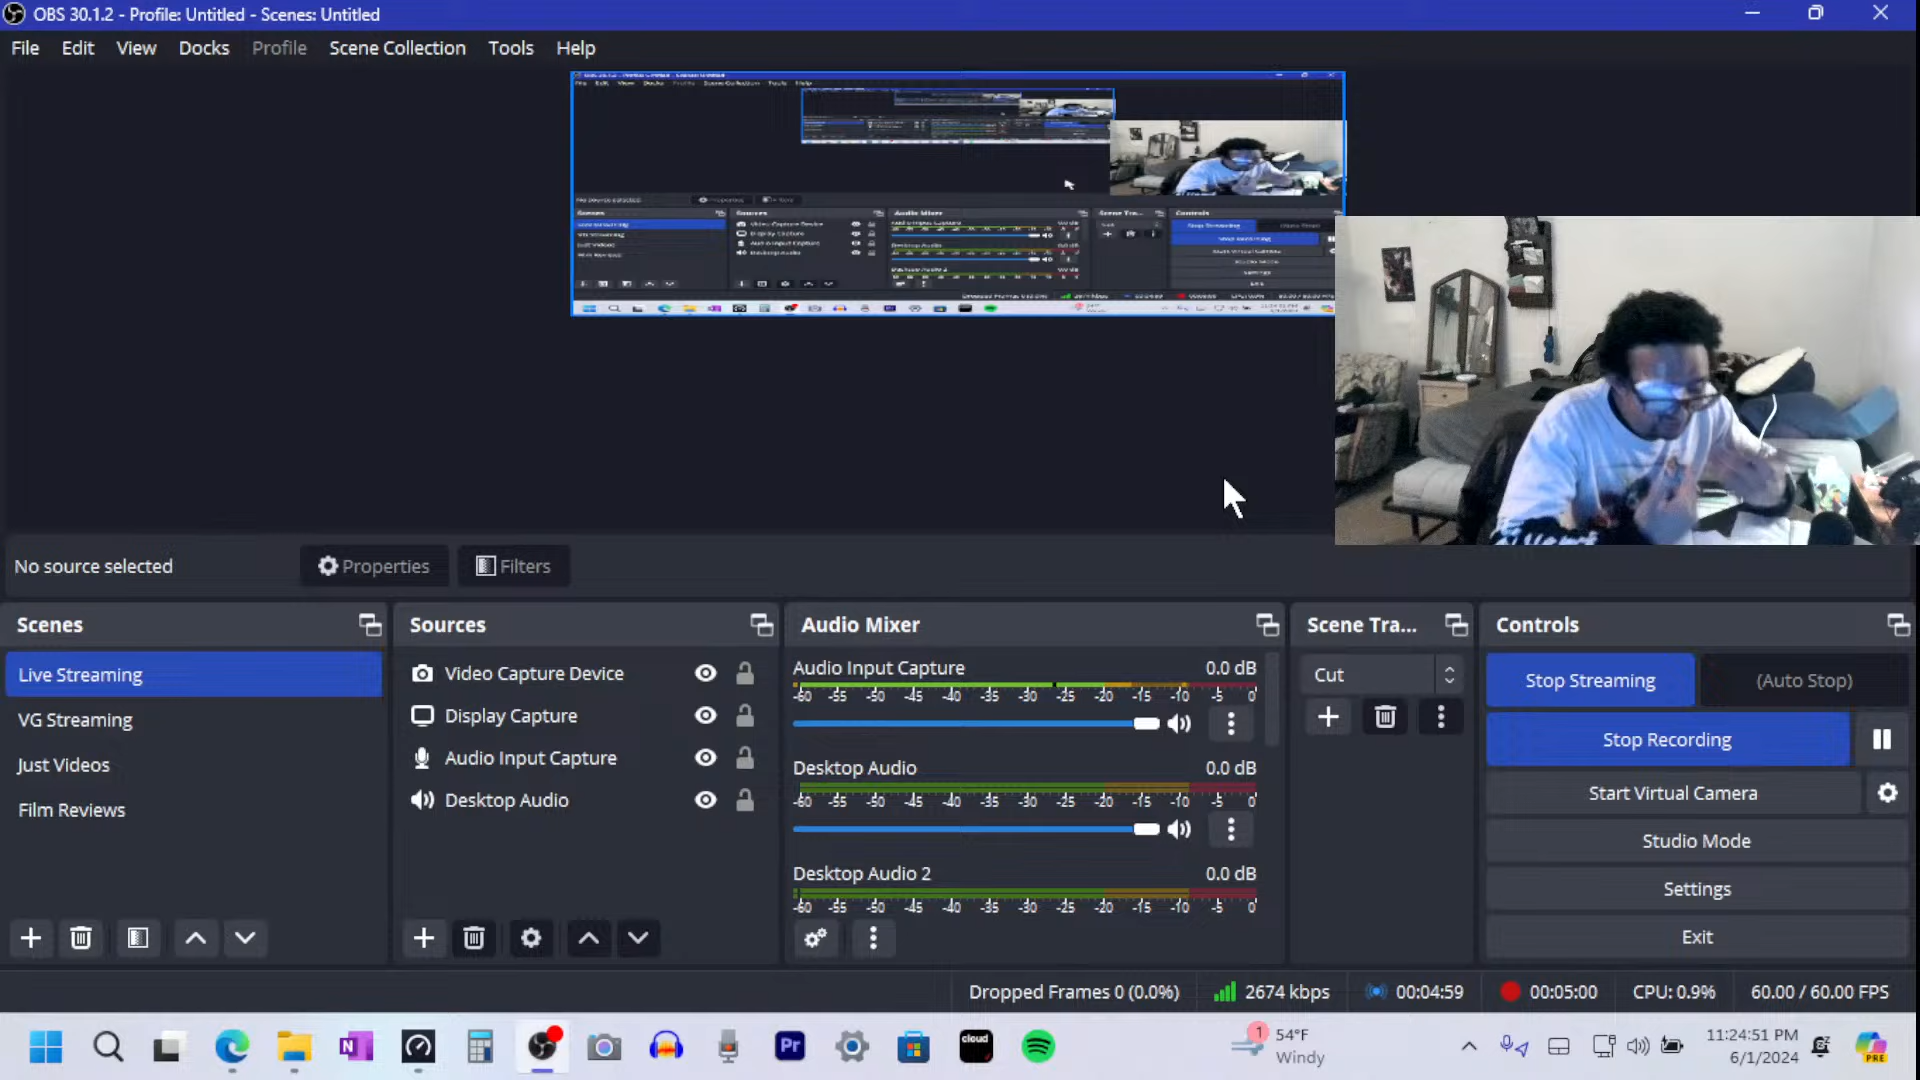 OBS 30.1.2 - Profile: Untitled - Scenes: Untitled
File Edit View Docks Profile Scene Collection Tools Help
No source selected
Properties
Filters
Scenes
Live Streaming
VG Streaming
Just Videos
Film Reviews
Sources
Video Capture Device
Display Capture
Audio Input Capture
Desktop Audio
Audio Mixer
Audio Input Capture 0.0 dB
-60 -55 -50 -45 -40 -35 -30 -25 -20 -15 -10 -5 0
Desktop Audio 0.0 dB
-60 -55 -50 -45 -40 -35 -30 -25 -20 -15 -10 -5 0
Desktop Audio 2 0.0 dB
-60 -55 -50 -45 -40 -35 -30 -25 -20 -15 -10 -5 0
Scene Tra...
Cut
Controls
Stop Streaming (Auto Stop)
Stop Recording
Start Virtual Camera
Studio Mode
Settings
Exit
Dropped Frames 0 (0.0%) 2674 kbps 00:04:59 00:05:00 CPU: 0.9% 60.00 / 60.00 FPS
Pr
cloud
1
54°F
Windy
11:24:51 PM
6/1/2024
PRE